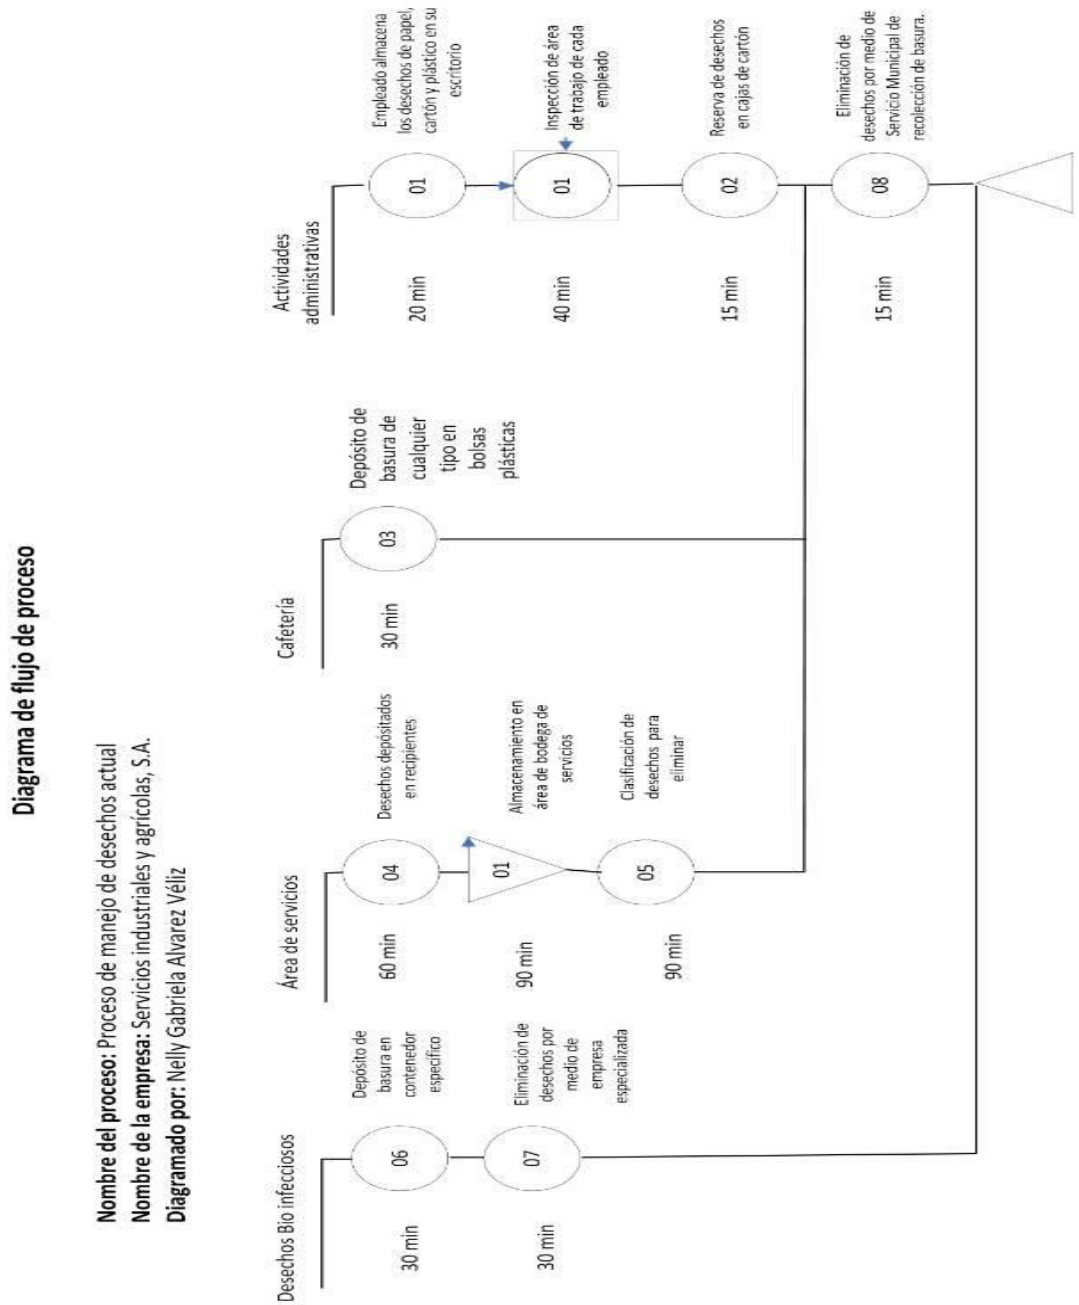 Diagrama de flujo de proceso
Nombre del proceso: Proceso de manejo de desechos actual
Nombre de la empresa: Servicios industriales y agrícolas, S.A.
Diagramado por: Nelly Gabriela Alvarez Véliz
Desechos Bio infecciosos
30 min
06
Depósito de
basura en
contenedor
específico
30 min
07
Eliminación de
desechos por
medio de
empresa
especializada
Área de servicios
60 min
04
Desechos depósitados
en recipientes
90 min
01
Almacenamiento en
área de bodega de
servicios
90 min
05
Clasificación de
desechos para
eliminar
Cafetería
30 min
03
Depósito de
basura de
cualquier
tipo en
bolsas
plásticas
Actividades
administrativas
20 min
01
Empleado almacena
los desechos de papel,
cartón y plástico en su
escritorio
40 min
01
Inspección de área
de trabajo de cada
empleado
15 min
02
Reserva de desechos
en cajas de cartón
15 min
08
Eliminación de
desechos por medio de
Servicio Municipal de
recolección de basura.